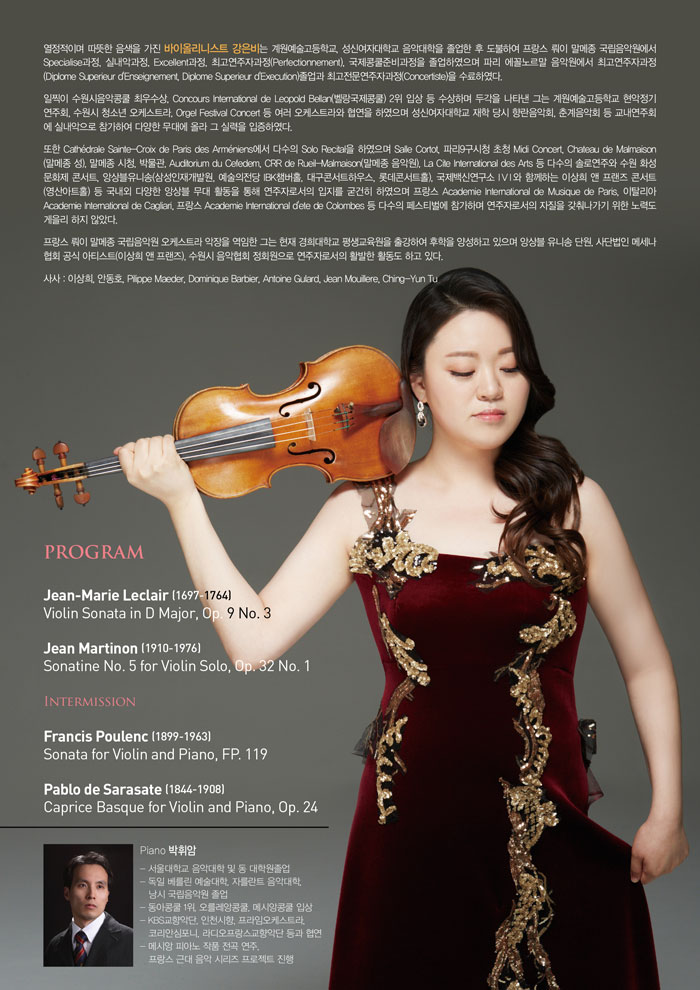 열정적이며 따뜻한 음색을 가진 바이올리니스트 강은비는 계원예술고등학교, 성신여자대학교 음악대학을 졸업한 후 도불하여 프랑스 뤼이 말메종 국립음악원에서
Specialise과정, 실내악과정, Excellent과정, 최고연주자과정(Perfectionnement), 국제콩쿨준비과정을 졸업하였으며 파리 에꼴노르말 음악원에서 최고연주자과정
(Diplome Superieur d'Enseignement, Diplome Superieur d'Execution)졸업과 최고전문연주자과정(Concertiste)을 수료하였다.
일찍이 수원시음악콩쿨 최우수상, Concours International de Leopold Bellan(벨랑국제콩쿨) 2위 입상 등 수상하며 두각을 나타낸 그는 계원예술고등학교 현악정기
연주회, 수원시 청소년 오케스트라, Orgel Festival Concert 등 여러 오케스트라와 협연을 하였으며 성신여자대학교 재학 당시 향란음악회, 춘계음악회 등 교내연주회
에 실내악으로 참가하여 다양한 무대에 올라 그 실력을 입증하였다.
또한 Cathédrale Sainte-Croix de Paris des Arméniens에서 다수의 Solo Recital을 하였으며 Salle Cortot, 파리9구시청 초청 Midi Concert, Chateau de Malmaison
(말메종 성), 말메종 시청, 박물관, Auditorium du Cefedem, CRR de Rueil-Malmaison(말메종 음악원), La Cite International des Arts 등 다수의 솔로연주와 수원 화성
문화제 콘서트, 앙상블유니송(삼성인재개발원, 예술의전당 IBK챔버홀, 대구콘서트하우스, 롯데콘서트홀), 국제백신연구소 IVI와 함께하는 이상희 앤 프랜즈 콘서트
(영산아트홀) 등 국내외 다양한 앙상블 무대 활동을 통해 연주자로서의 입지를 굳건히 하였으며 프랑스 Academie International de Musique de Paris, 이탈리아
Academie International de Cagliari, 프랑스 Academie International d'ete de Colombes 등 다수의 페스티벌에 참가하며 연주자로서의 자질을 갖춰나가기 위한 노력도
게을리 하지 않았다.
프랑스 뤼이 말메종 국립음악원 오케스트라 악장을 역임한 그는 현재 경희대학교 평생교육원을 출강하여 후학을 양성하고 있으며 앙상블 유니송 단원, 사단법인 메세나
협회 공식 아티스트(이상희 앤 프랜즈), 수원시 음악협회 정회원으로 연주자로서의 활발한 활동도 하고 있다.
사사 : 이상희, 안동호, Pilippe Maeder, Dominique Barbier, Antoine Gulard, Jean Mouillere, Ching-Yun Tu
PROGRAM
Jean-Marie Leclair (1697-1764)
Violin Sonata in D Major, Op. 9 No. 3
Jean Martinon (1910-1976)
Sonatine No. 5 for Violin Solo, Op. 32 No. 1
INTERMISSION
Francis Poulenc (1899-1963)
Sonata for Violin and Piano, FP. 119
Pablo de Sarasate (1844-1908)
Caprice Basque for Violin and Piano, Op. 24
Piano 박휘암
- 서울대학교 음악대학 및 동 대학원졸업
- 독일 베를린 예술대학, 자를란트 음악대학,
낭시 국립음악원 졸업
- 동아콩쿨 1위, 오를레앙콩쿨, 메시앙콩쿨 입상
- KBS교향악단, 인천시향, 프라임오케스트라,
코리안심포니, 라디오프랑스교향악단 등과 협연
- 메시앙 피아노 작품 전곡 연주,
프랑스 근대 음악 시리즈 프로젝트 진행